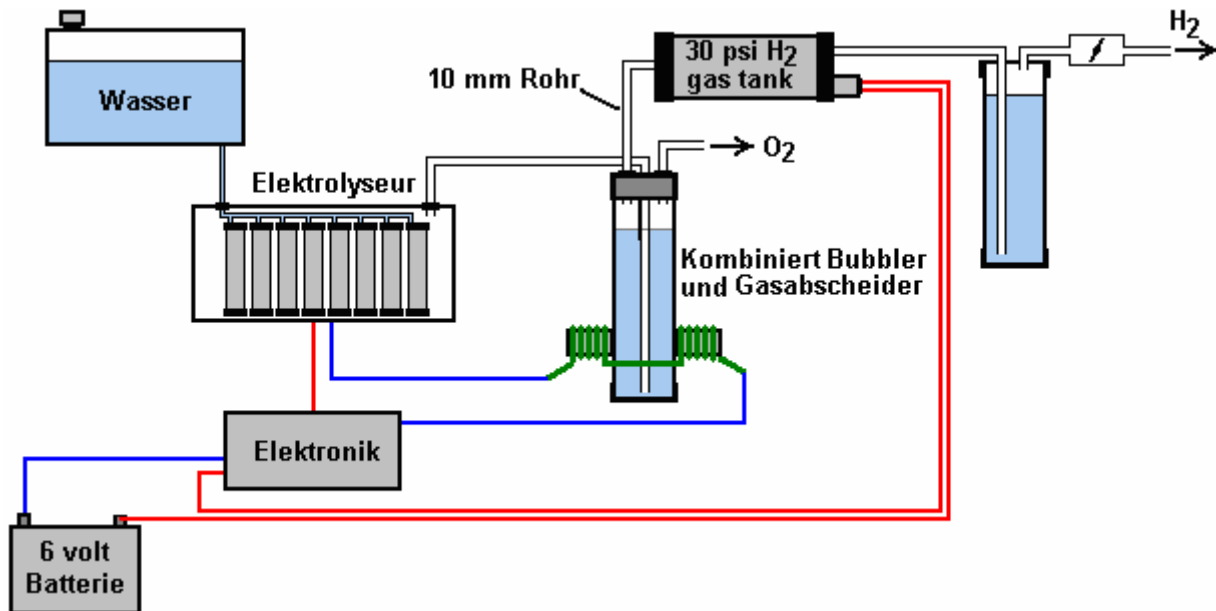 H2
30 psi H2
gas tank
10 mm Rohr
Wasser
O2
Elektrolyseur
Kombiniert Bubbler
und Gasabscheider
Elektronik
6 volt
Batterie